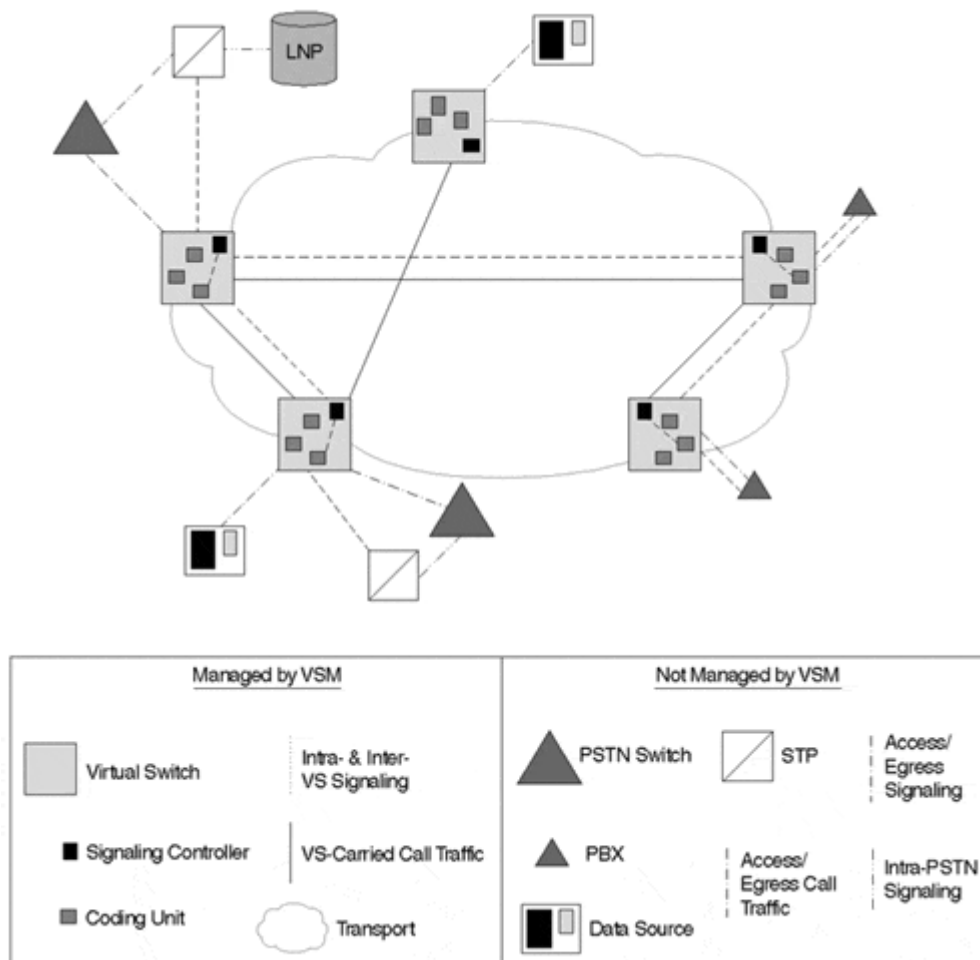 LNP
Managed by VSM
Virtual Switch
Intra- & Inter-
VS Signaling
Signaling Controller
VS-Carried Call Traffic
Coding Unit
Transport
Not Managed by VSM
PSTN Switch
STP
Access/
Egress
Signaling
PBX
Access/
Egress Call
Traffic
Intra-PSTN
Signaling
Data Source